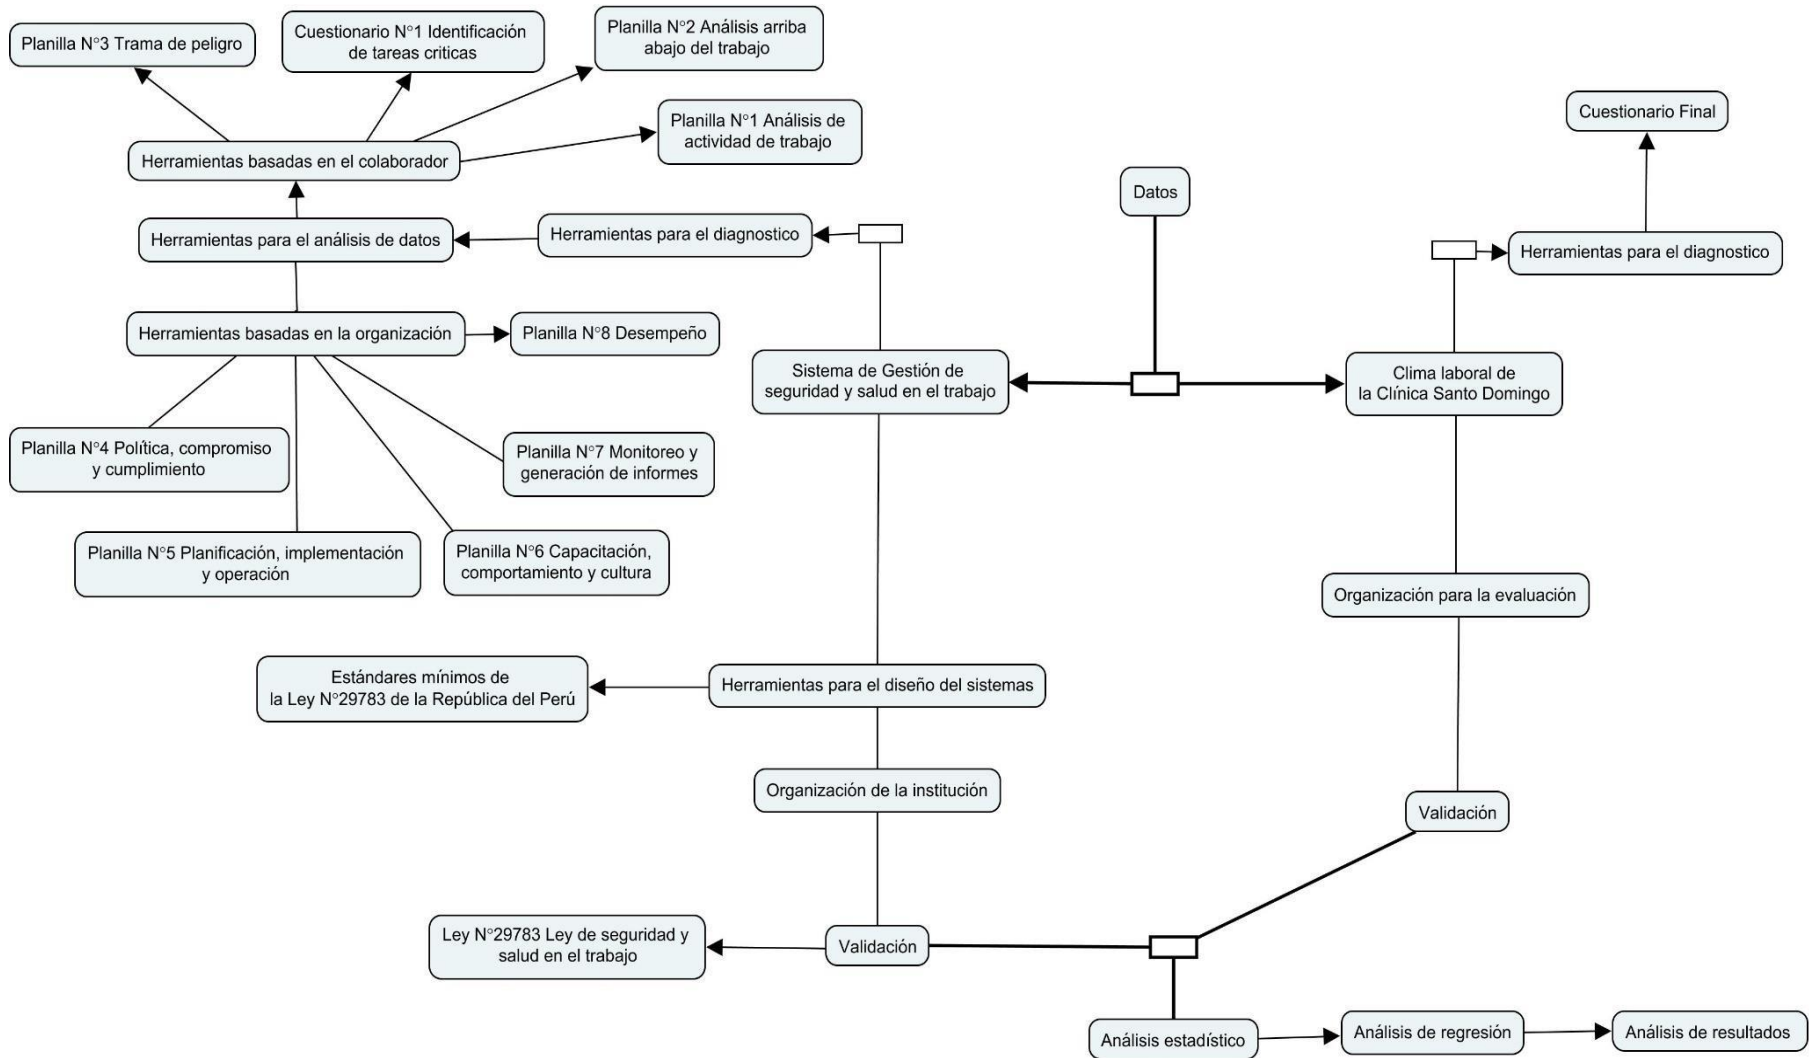 Planilla N°3 Trama de peligro
Cuestionario N°1 Identificación
de tareas criticas
Planilla N°2 Análisis arriba
abajo del trabajo
Planilla N°1 Análisis de
actividad de trabajo
Cuestionario Final
Herramientas basadas en el colaborador
Datos
Herramientas para el análisis de datos
Herramientas para el diagnostico
Herramientas para el diagnostico
Herramientas basadas en la organización
Planilla N°8 Desempeño
Sistema de Gestión de
seguridad y salud en el trabajo
Clima laboral de
la Clínica Santo Domingo
Planilla N°4 Política, compromiso
y cumplimiento
Planilla N°7 Monitoreo y
generación de informes
Planilla N°5 Planificación, implementación
y operación
Planilla N°6 Capacitación,
comportamiento y cultura
Organización para la evaluación
Estándares mínimos de
la Ley N°29783 de la República del Perú
Herramientas para el diseño del sistemas
Organización de la institución
Validación
Ley N°29783 Ley de seguridad y
salud en el trabajo
Validación
Análisis estadístico
Análisis de regresión
Análisis de resultados